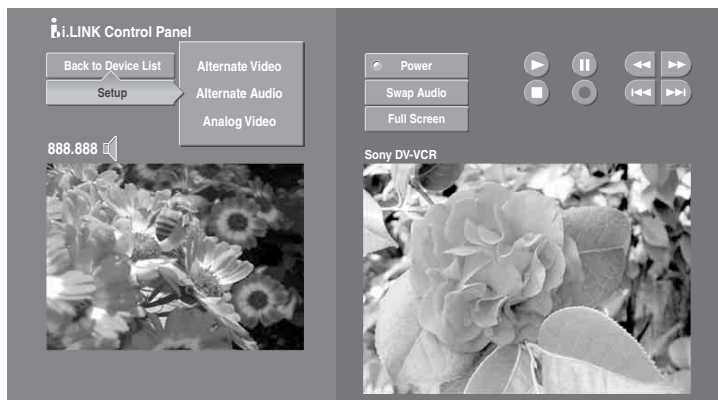 i.LINK Control Panel
Back to Device List
Setup
Alternate Video
Alternate Audio
Analog Video
888.888
Power
Swap Audio
Full Screen
Sony DV-VCR